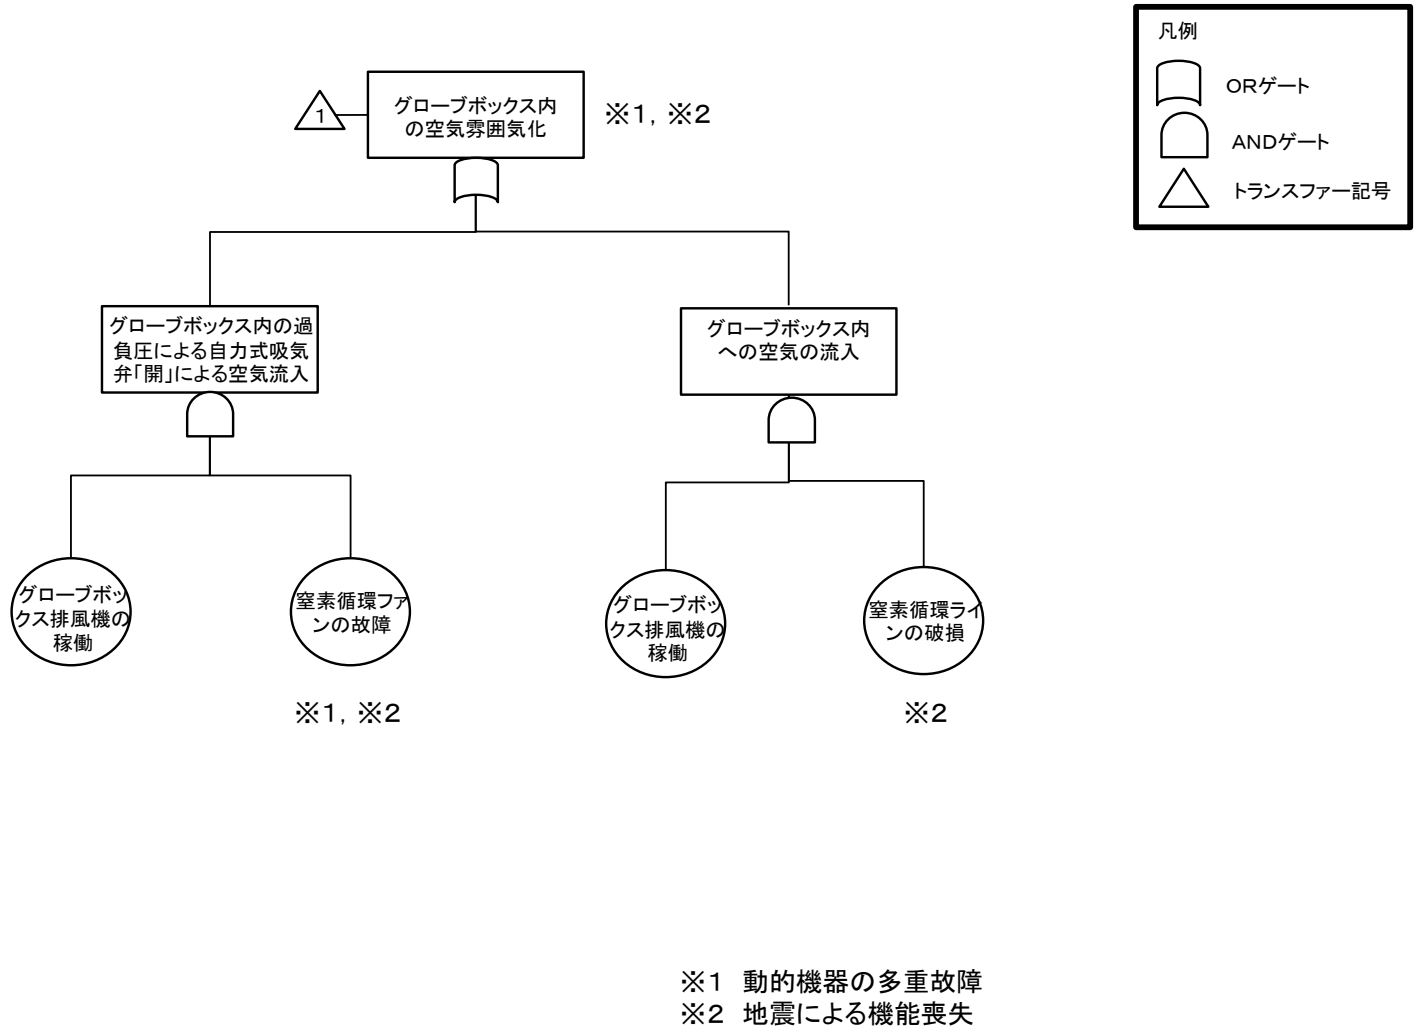 凡例
ORゲート
ANDゲート
トランスファー記号
1
グローブボックス内
の空気雰囲気化
※1，※2
グローブボックス内の過
負圧による自力式吸気
弁「開」による空気流入
グローブボックス内
への空気の流入
グローブボッ
クス排風機の
稼働
窒素循環ファ
ンの故障
グローブボッ
クス排風機の
稼働
窒素循環ライ
ンの破損
※1，※2
※2
※1　動的機器の多重故障
※2　地震による機能喪失